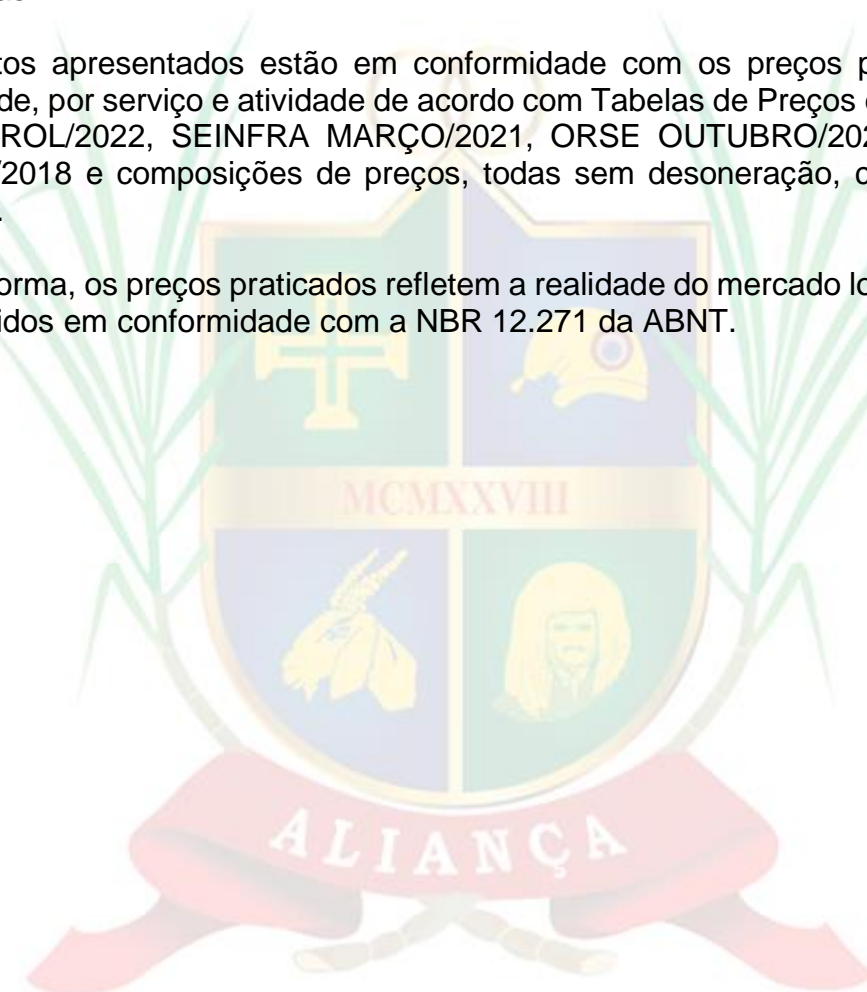 tos apresentados estão em conformidade com os preços p
de, por serviço e atividade de acordo com Tabelas de Preços
ROL/2022, SEINFRA MARÇO/2021, ORSE OUTUBRO/202
/2018 e composições de preços, todas sem desoneração,
orma, os preços praticados refletem a realidade do mercado lo
idos em conformidade com a NBR 12.271 da ABNT.
MCMXXVIII
ALIANÇA